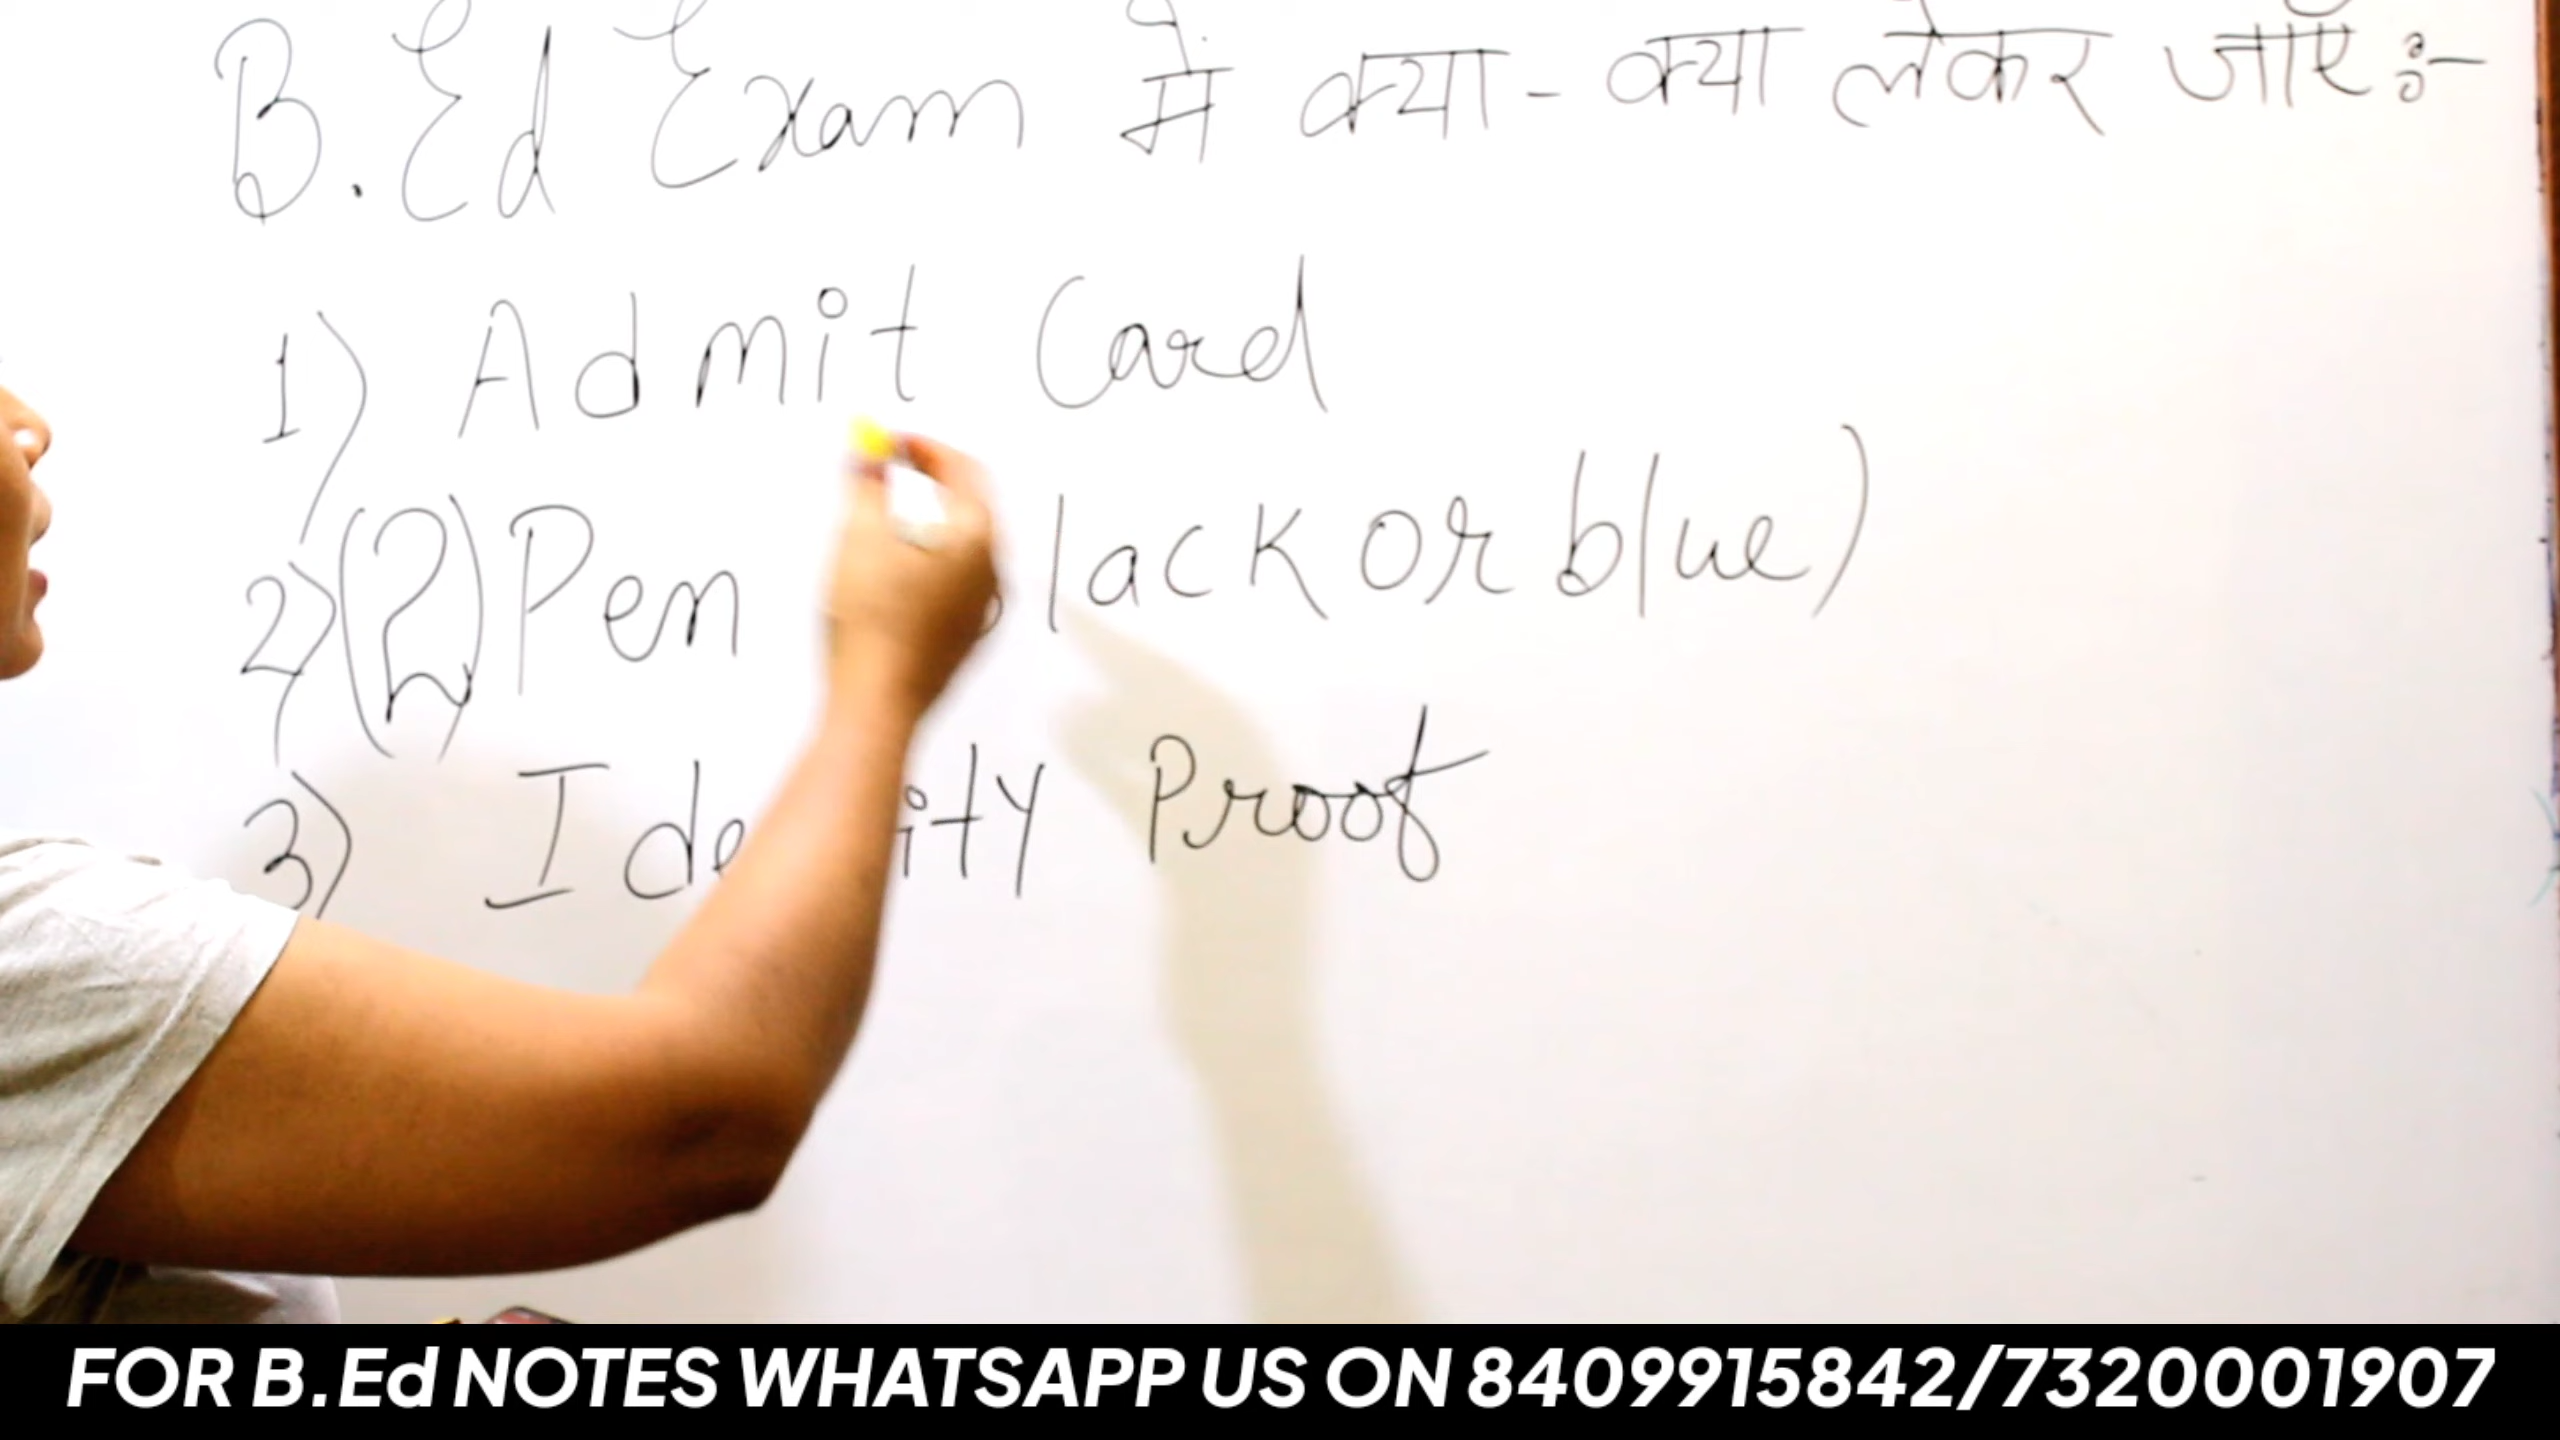 B.Ed Exam में क्या-क्या लेकर जाएँ :-
1) Admit Card
2) (2) Pen lack or blue)
3) Identity Proof
FOR B.Ed NOTES WHATSAPP US ON 8409915842/7320001907